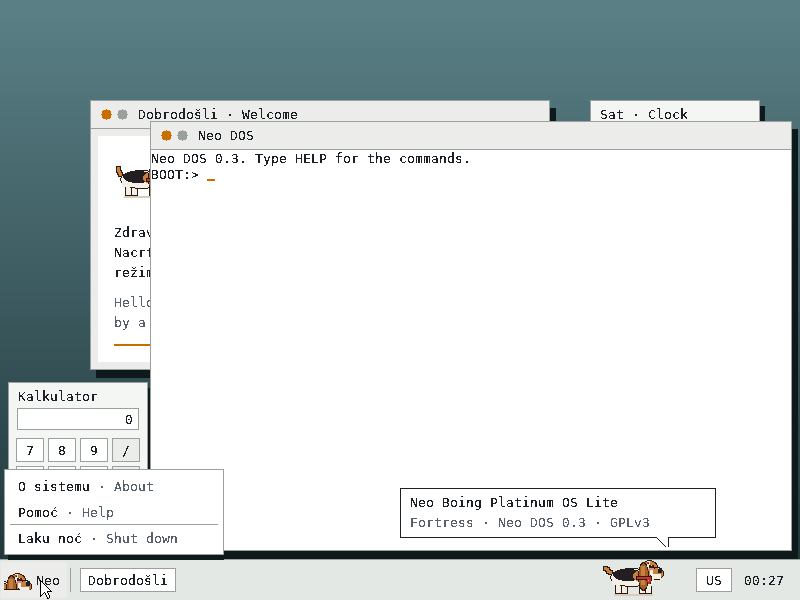 Dobrodošli · Welcome
Sat · Clock
Neo DOS
Neo DOS 0.3. Type HELP for the commands.
BOOT:> _
Hello
by a
Kalkulator
0
7 8 9 /
O sistemu · About
Pomoć · Help
Laku noć · Shut down
Neo Boing Platinum OS Lite
Fortress · Neo DOS 0.3 · GPLv3
Neo
Dobrodošli
US
00:27